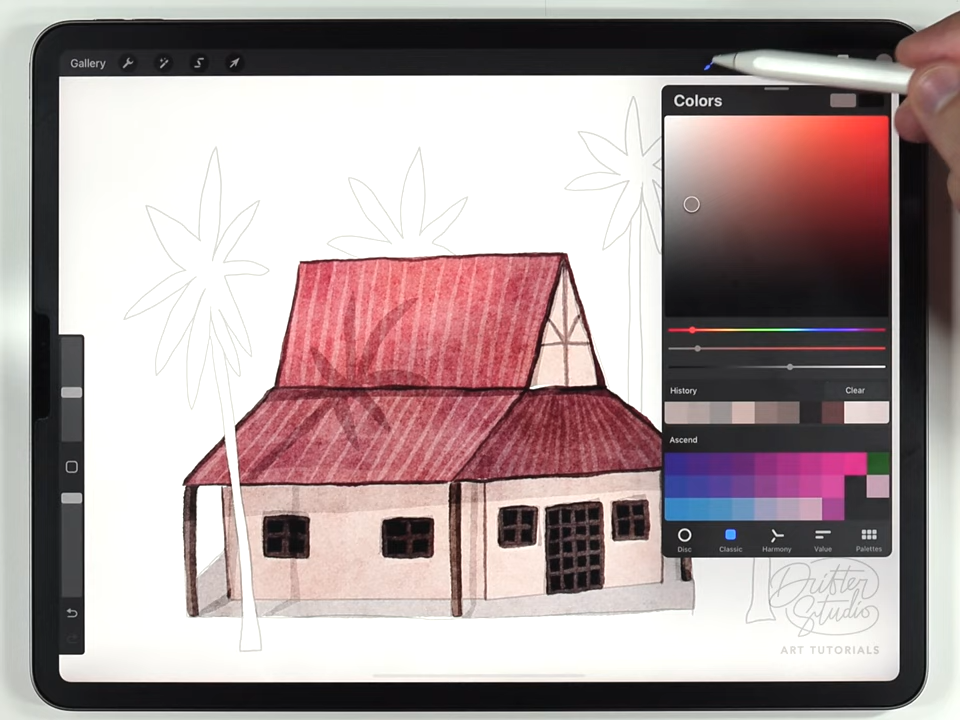 Gallery
Colors
History
Clear
Ascend
Disc
Classic
Harmony
Value
Palettes
Drifter
Studio
ART TUTORIALS